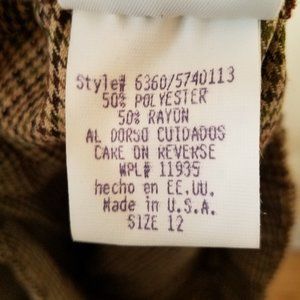 Style# 6360/5740113
50% POLYESTER
50% RAYON
AL DORSO CUIDADOS
CARE ON REVERSE
WPL# 11935
hecho en EE.UU.
Made in U.S.A.
SIZE 12